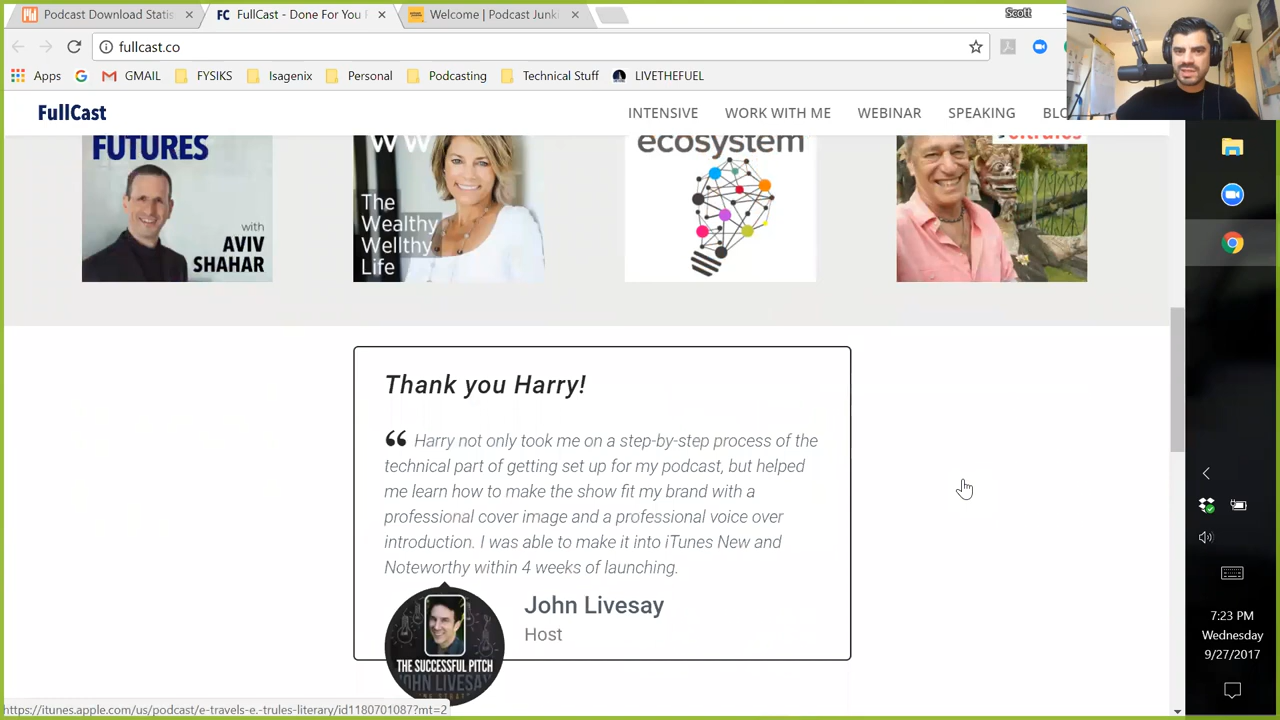 Podcast Download Statis
FullCast - Done For You
Welcome | Podcast Junk
Scott
fullcast.co
Apps
GMAIL
FYSIKS
Isagenix
Personal
Podcasting
Technical Stuff
LIVETHEFUEL
FullCast
INTENSIVE
WORK WITH ME
WEBINAR
SPEAKING
BLO
FUTURES
with
AVIV
SHAHAR
WW
The
Wealthy
Wellthy
Life
ecosystem
Thank you Harry!
“ Harry not only took me on a step-by-step process of the
technical part of getting set up for my podcast, but helped
me learn how to make the show fit my brand with a
professional cover image and a professional voice over
introduction. I was able to make it into iTunes New and
Noteworthy within 4 weeks of launching.
John Livesay
Host
THE SUCCESSFUL PITCH
JOHN LIVESAY
7:23 PM
Wednesday
9/27/2017
https://itunes.apple.com/us/podcast/e-travels-e.-trules-literary/id1180701087?mt=2